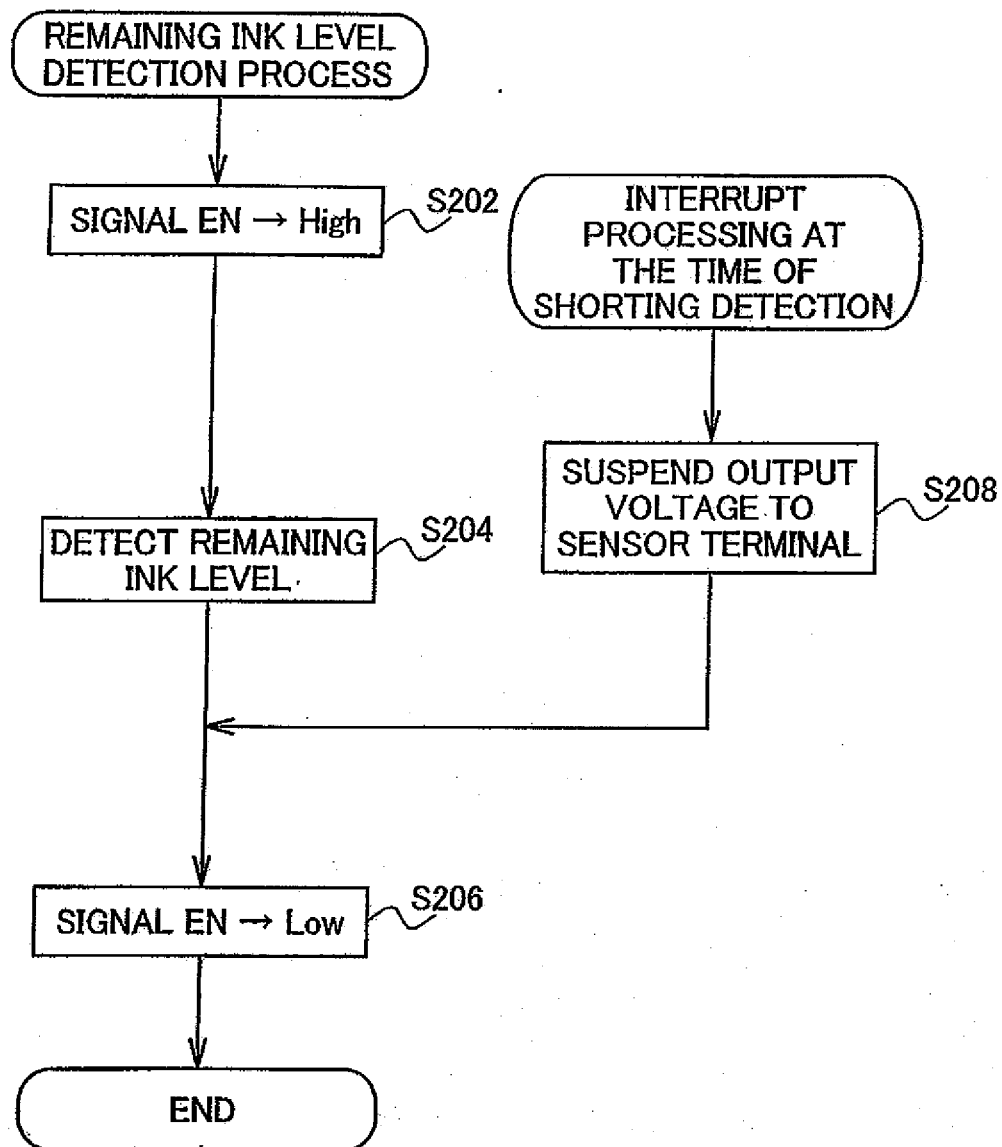 REMAINING INK LEVEL
DETECTION PROCESS
SIGNAL EN → High
S202
INTERRUPT
PROCESSING AT
THE TIME OF
SHORTING DETECTION
SUSPEND OUTPUT
VOLTAGE TO
SENSOR TERMINAL
S208
DETECT REMAINING
INK LEVEL
S204
SIGNAL EN → Low
S206
END